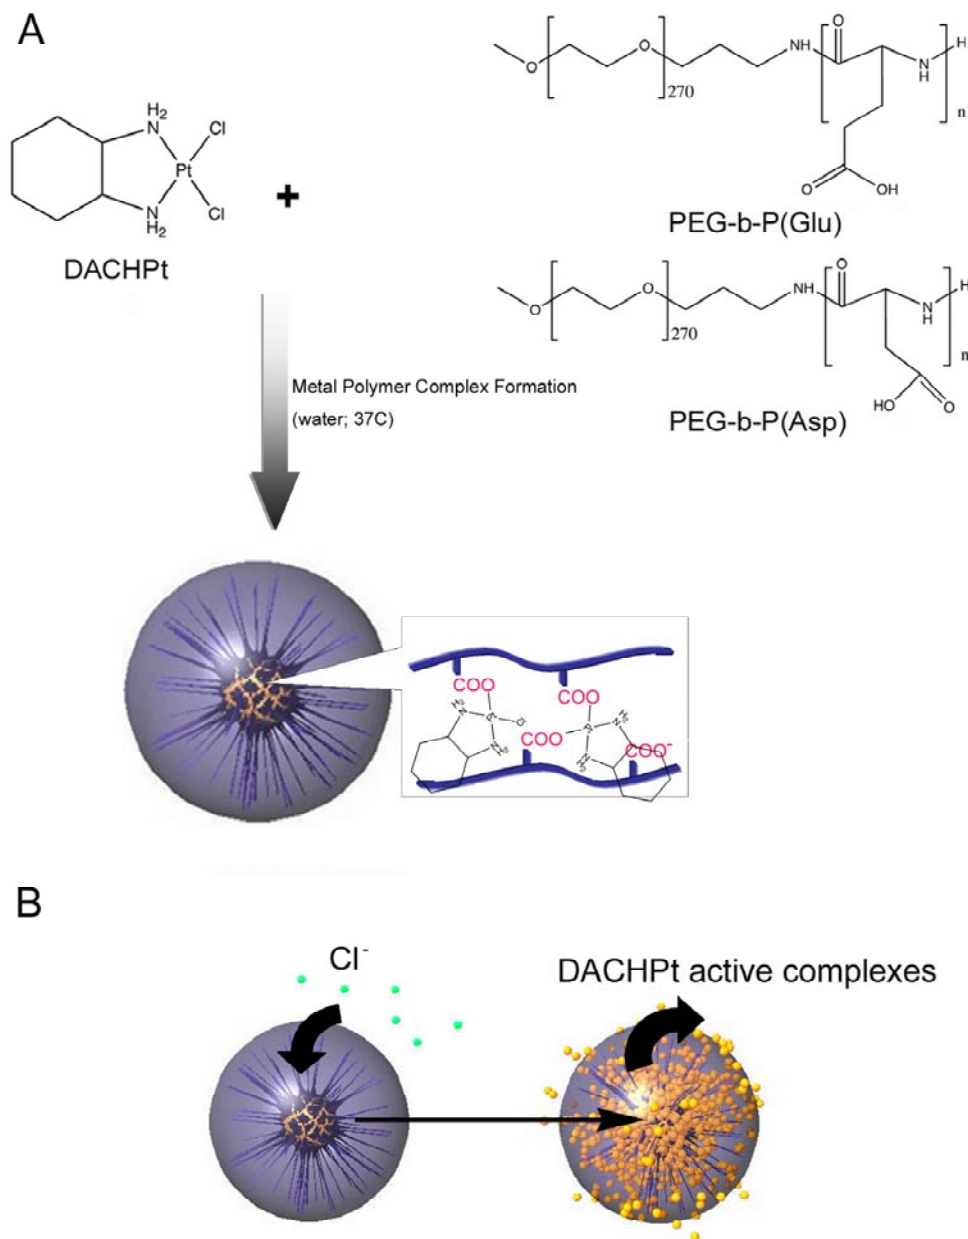 A
O
270
NH
O
N
H
H
n
O
OH
PEG-b-P(Glu)
H2
N
Pt
Cl
Cl
N
H2
+
DACHPt
O
270
NH
O
N
H
H
n
HO
O
PEG-b-P(Asp)
Metal Polymer Complex Formation
(water; 37C)
COO
COO
COO
COO-
B
Cl-
DACHPt active complexes